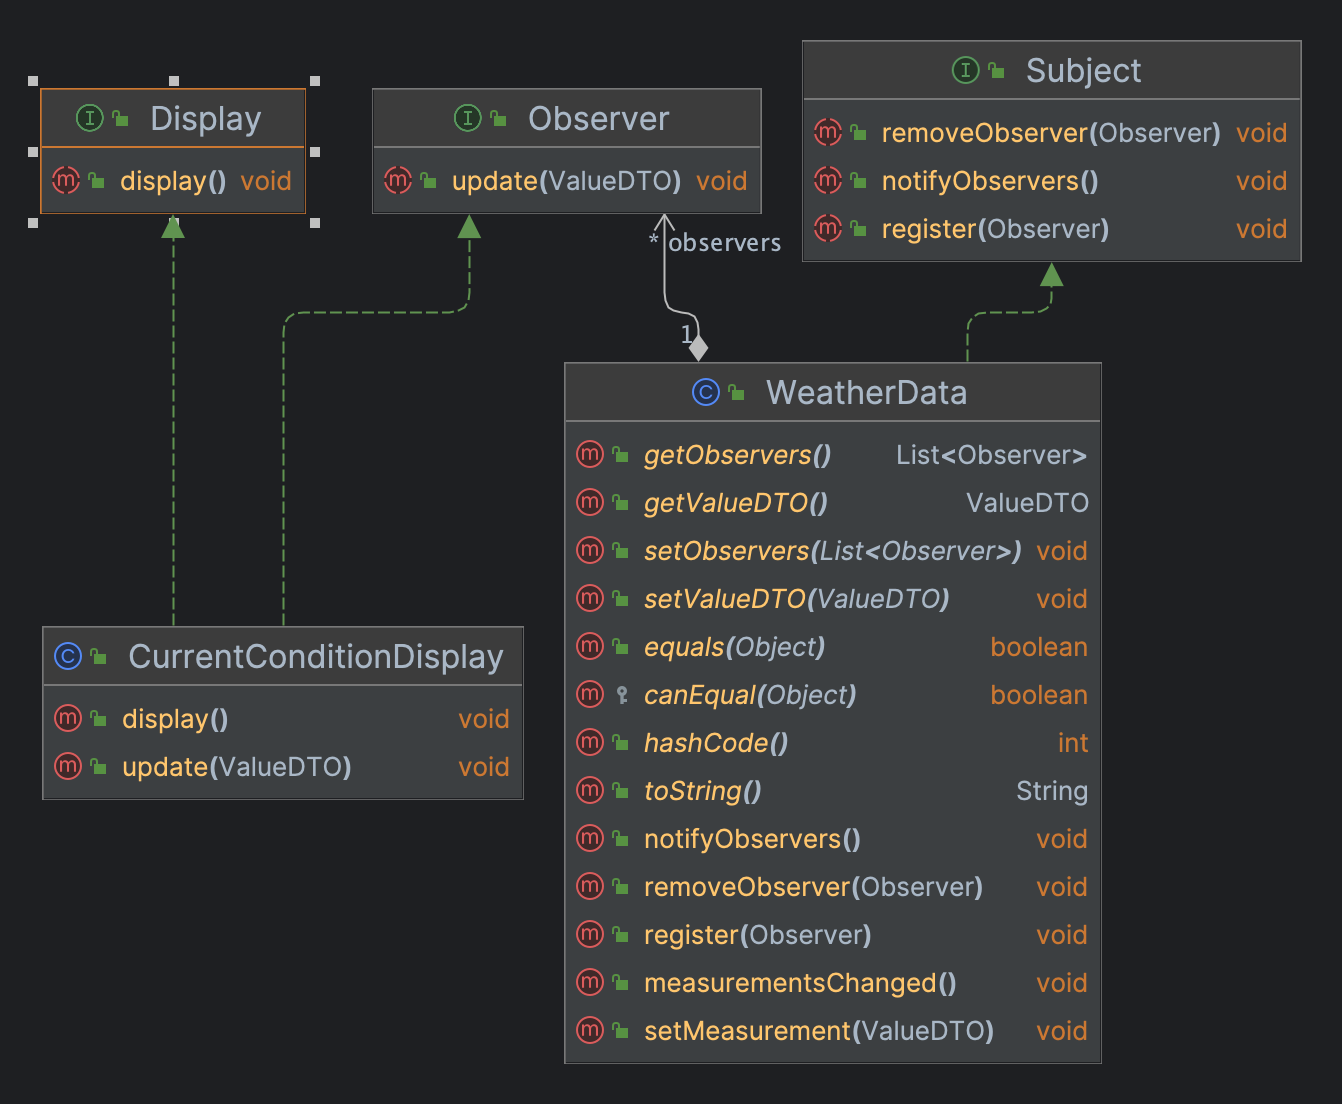 I Display
m display() void
I Observer
m update(ValueDTO) void
I Subject
m removeObserver(Observer) void
m notifyObservers() void
m register(Observer) void
* observers
1
C WeatherData
m getObservers() List<Observer>
m getValueDTO() ValueDTO
m setObservers(List<Observer>) void
m setValueDTO(ValueDTO) void
m equals(Object) boolean
m canEqual(Object) boolean
m hashCode() int
m toString() String
m notifyObservers() void
m removeObserver(Observer) void
m register(Observer) void
m measurementsChanged() void
m setMeasurement(ValueDTO) void
C CurrentConditionDisplay
m display() void
m update(ValueDTO) void